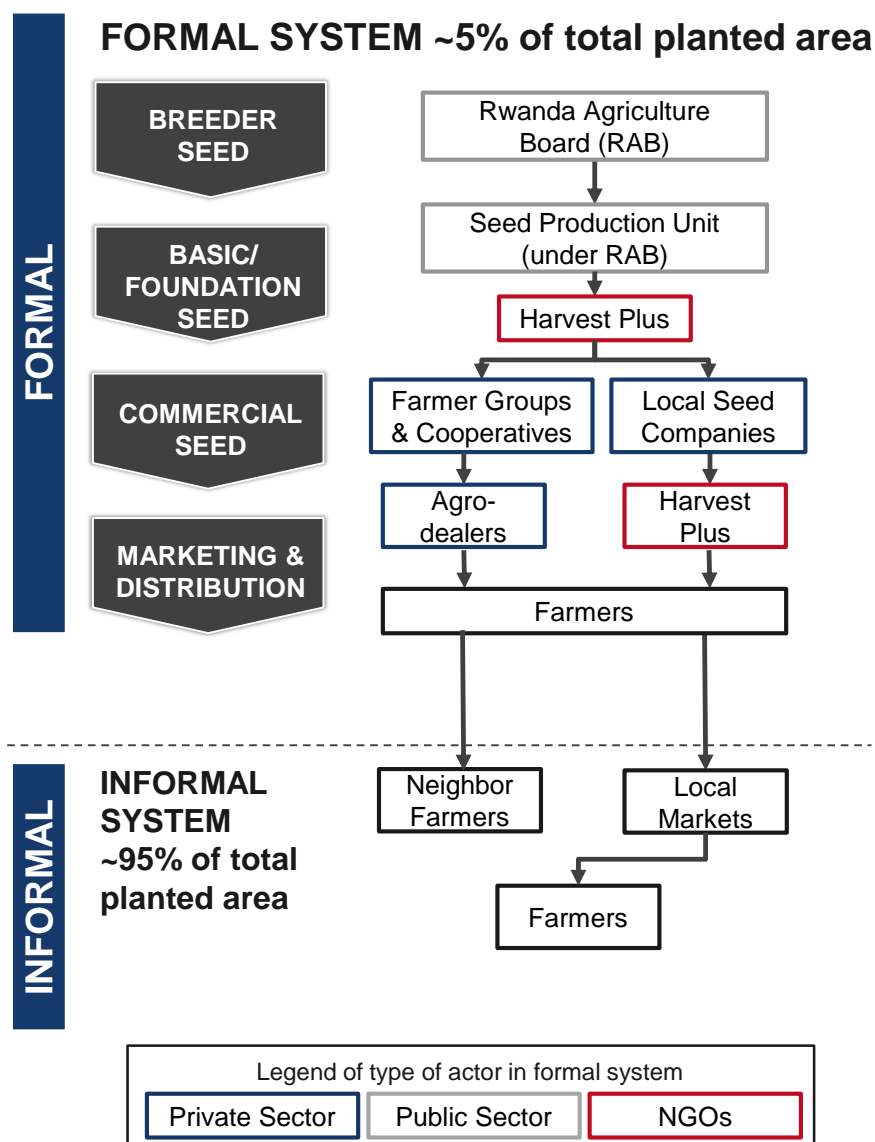 FORMAL SYSTEM ~5% of total planted area
FORMAL
BREEDER
SEED
Rwanda Agriculture
Board (RAB)
BASIC/
FOUNDATION
SEED
Seed Production Unit
(under RAB)
Harvest Plus
COMMERCIAL
SEED
Farmer Groups
& Cooperatives
Local Seed
Companies
MARKETING &
DISTRIBUTION
Agro-
dealers
Harvest
Plus
Farmers
INFORMAL
INFORMAL
SYSTEM
~95% of total
planted area
Neighbor
Farmers
Local
Markets
Farmers
Legend of type of actor in formal system
Private Sector
Public Sector
NGOs